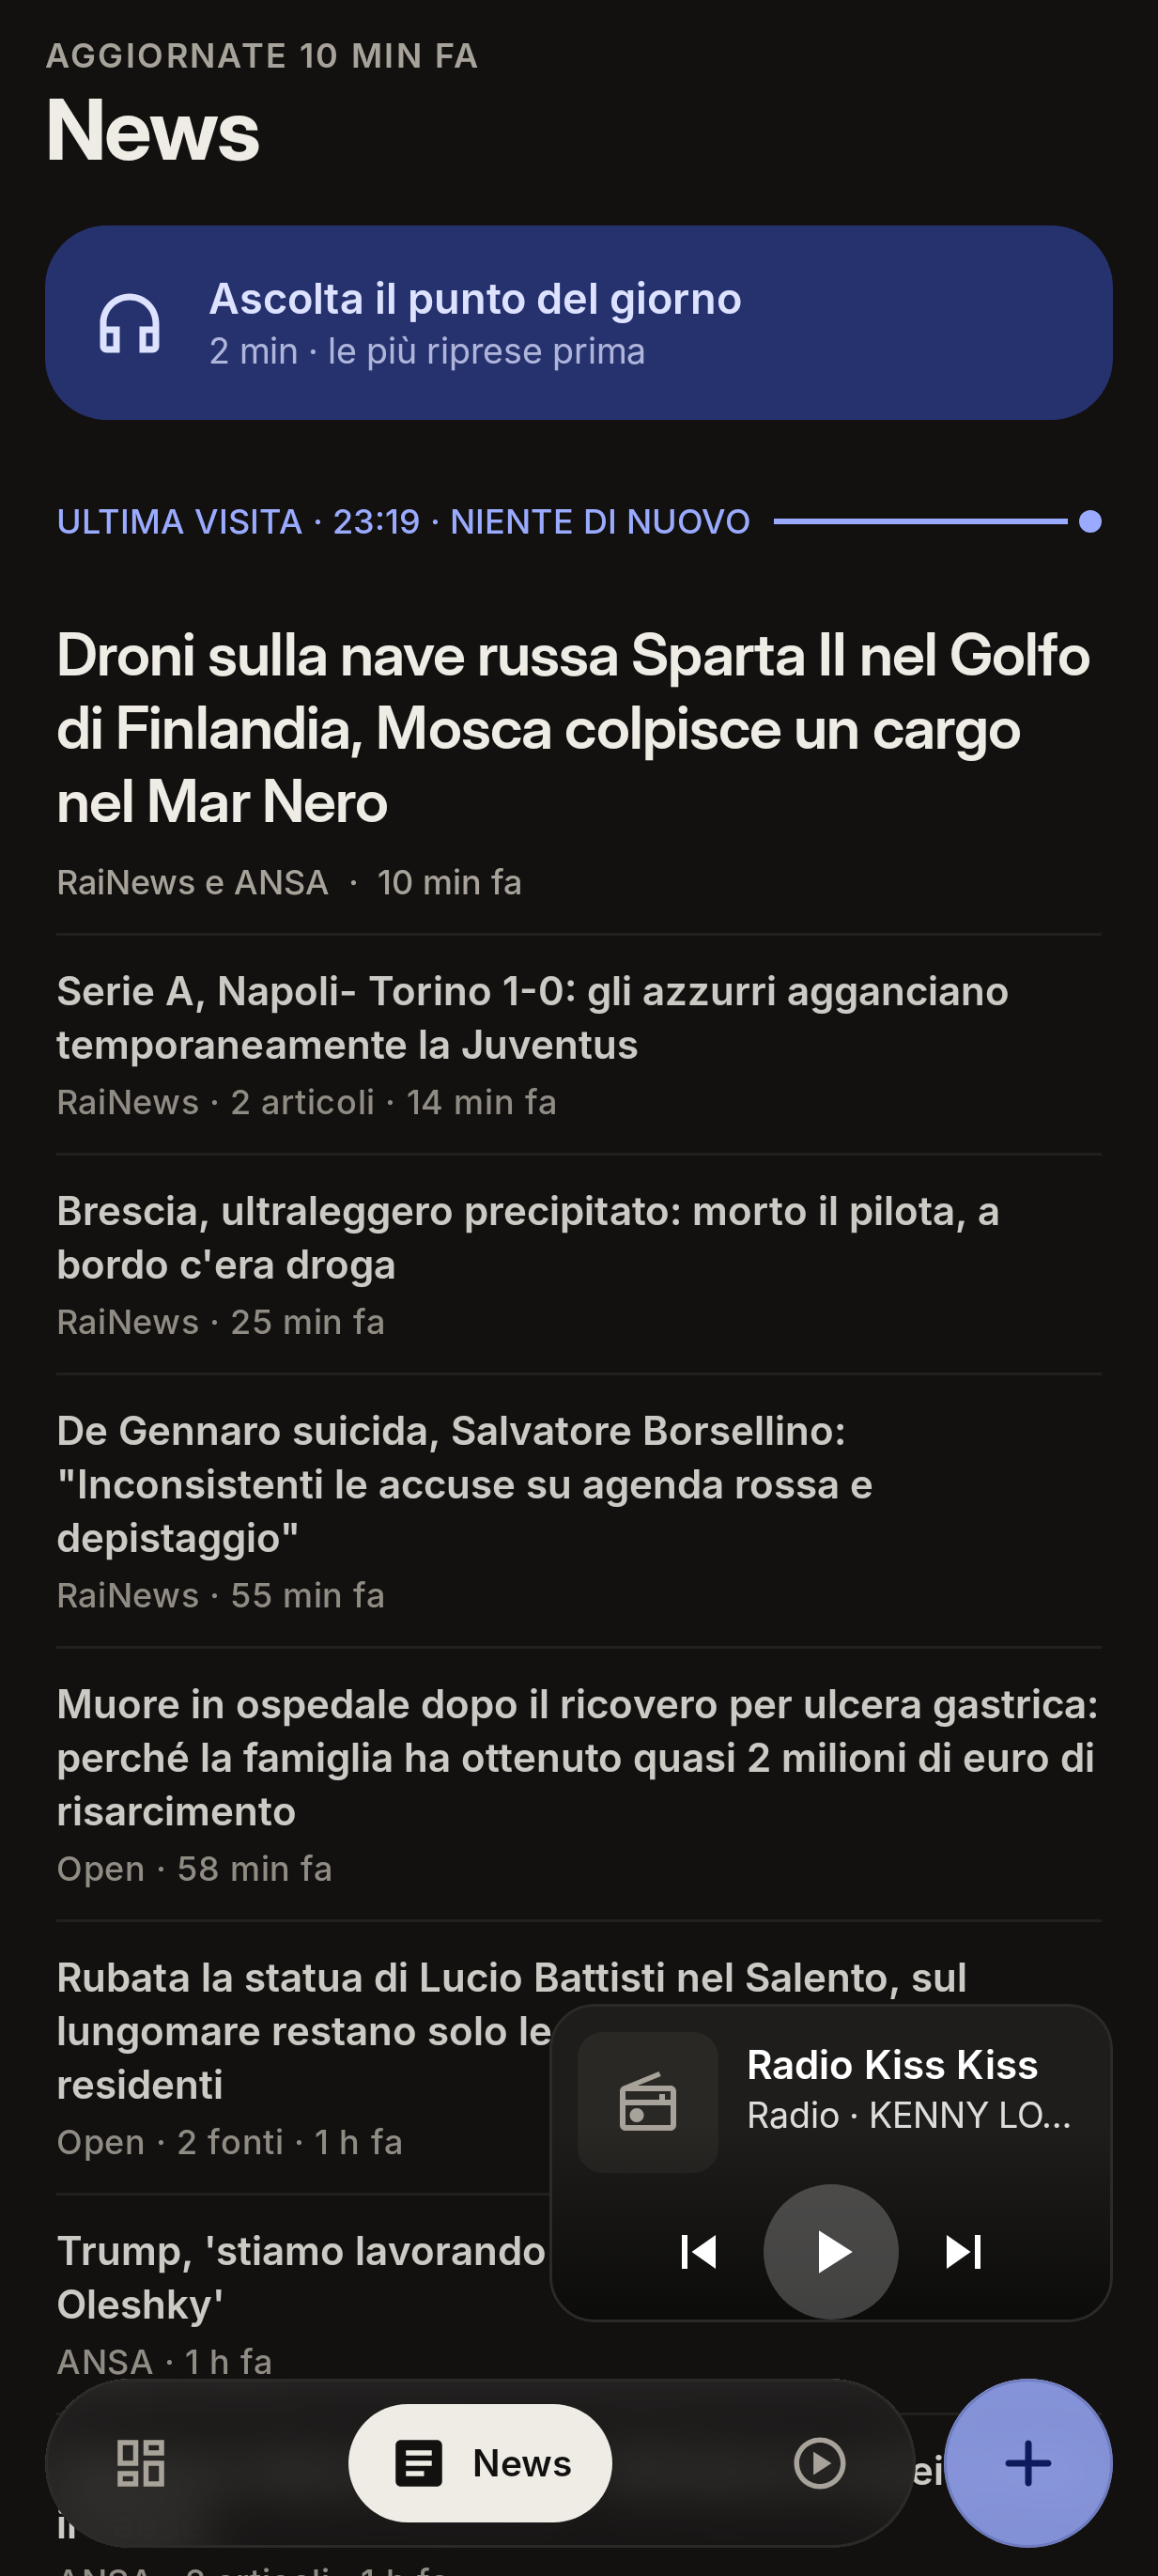 AGGIORNATE 10 MIN FA
News
Ascolta il punto del giorno
2 min · le più riprese prima
ULTIMA VISITA · 23:19 · NIENTE DI NUOVO
Droni sulla nave russa Sparta II nel Golfo
di Finlandia, Mosca colpisce un cargo
nel Mar Nero
RaiNews e ANSA · 10 min fa
Serie A, Napoli- Torino 1-0: gli azzurri agganciano
temporaneamente la Juventus
RaiNews · 2 articoli · 14 min fa
Brescia, ultraleggero precipitato: morto il pilota, a
bordo c'era droga
RaiNews · 25 min fa
De Gennaro suicida, Salvatore Borsellino:
"Inconsistenti le accuse su agenda rossa e
depistaggio"
RaiNews · 55 min fa
Muore in ospedale dopo il ricovero per ulcera gastrica:
perché la famiglia ha ottenuto quasi 2 milioni di euro di
risarcimento
Open · 58 min fa
Rubata la statua di Lucio Battisti nel Salento, sul
lungomare restano solo le
residenti
Open · 2 fonti · 1 h fa
Radio Kiss Kiss
Radio · KENNY LO...
Trump, 'stiamo lavorando
Oleshky'
ANSA · 1 h fa
News
ANSA · 2 articoli · 1 h fa